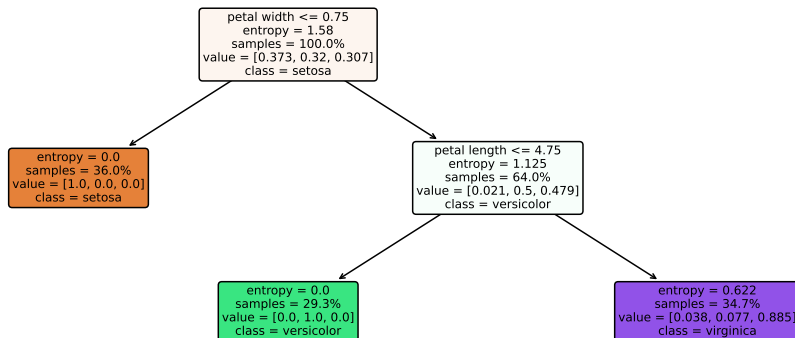 petal width <= 0.75
entropy = 1.58
samples = 100.0%
value = [0.373, 0.32, 0.307]
class = setosa
entropy = 0.0
samples = 36.0%
value = [1.0, 0.0, 0.0]
class = setosa
petal length <= 4.75
entropy = 1.125
samples = 64.0%
value = [0.021, 0.5, 0.479]
class = versicolor
entropy = 0.0
samples = 29.3%
value = [0.0, 1.0, 0.0]
class = versicolor
entropy = 0.622
samples = 34.7%
value = [0.038, 0.077, 0.885]
class = virginica